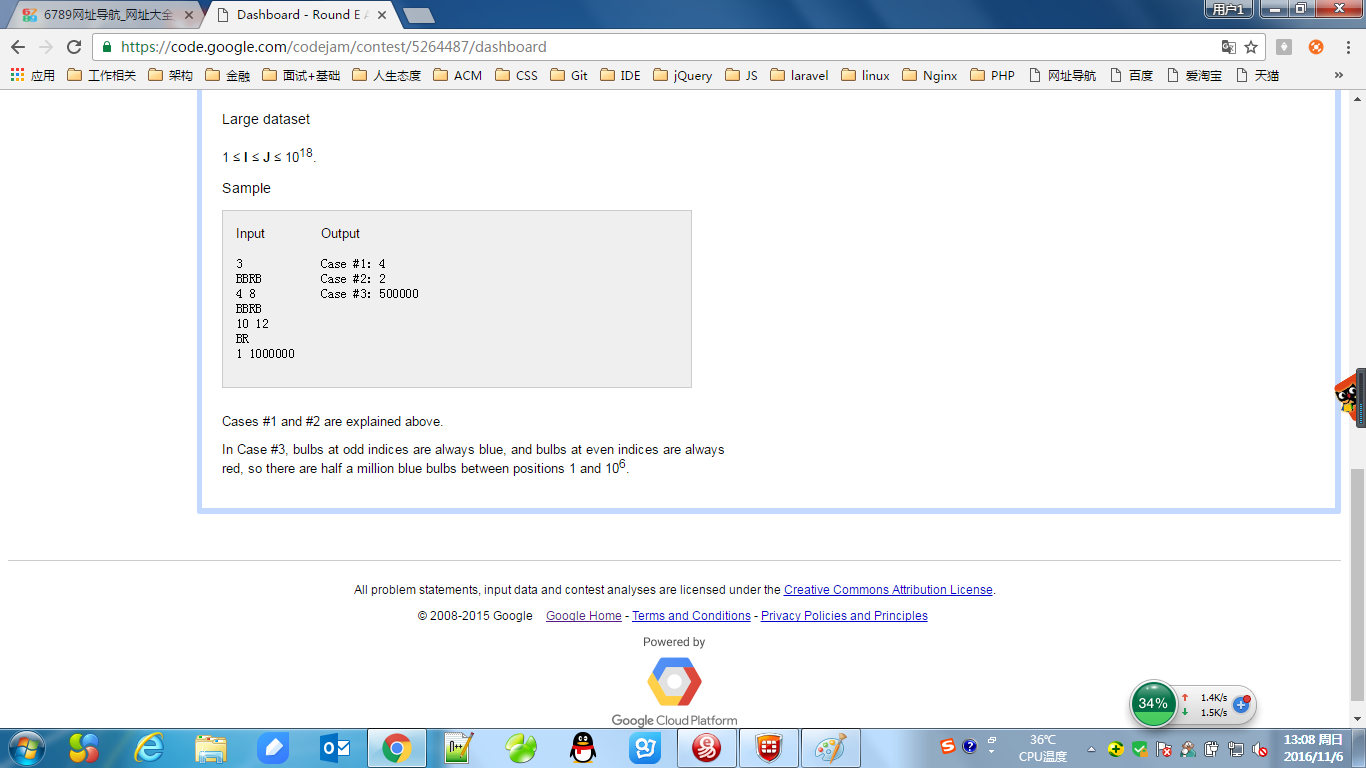 6789网址导航_网址大全
Dashboard - Round E A
用户1
https://code.google.com/codejam/contest/5264487/dashboard
应用 工作相关 架构 金融 面试+基础 人生态度 ACM CSS Git IDE jQuery JS laravel linux Nginx PHP 网址导航 百度 爱淘宝 天猫 »
Large dataset
1 ≤ I ≤ J ≤ 10^18.
Sample
Input Output
3 Case #1: 4
BBRB Case #2: 2
4 8 Case #3: 500000
BBRB
10 12
BR
1 1000000
Cases #1 and #2 are explained above.
In Case #3, bulbs at odd indices are always blue, and bulbs at even indices are always
red, so there are half a million blue bulbs between positions 1 and 10^6.
All problem statements, input data and contest analyses are licensed under the Creative Commons Attribution License.
© 2008-2015 Google Google Home - Terms and Conditions - Privacy Policies and Principles
Powered by
Google Cloud Platform
34%
1.4K/s
1.5K/s
36℃
CPU温度
13:08 周日
2016/11/6